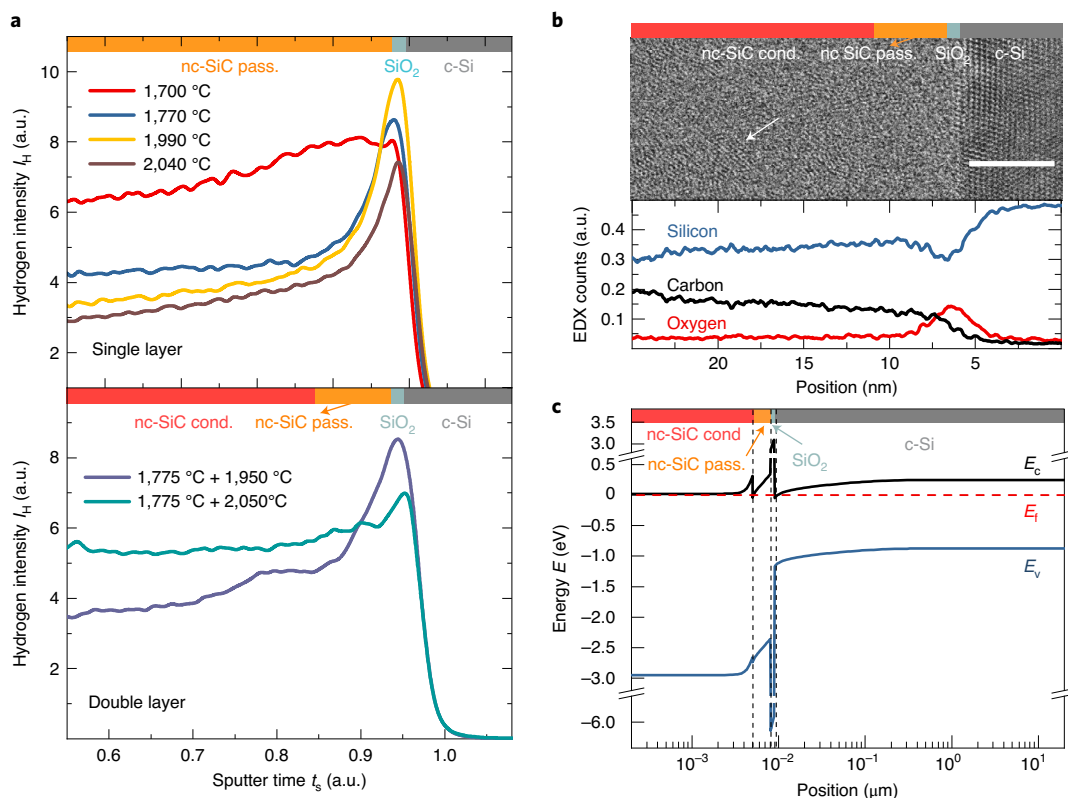 a
nc-SiC pass.
SiO2
c-Si
10
8
6
4
2
1,700 °C
1,770 °C
1,990 °C
2,040 °C
Single layer
Hydrogen intensity IH (a.u.)
nc-SiC cond.
nc-SiC pass.
SiO2
c-Si
8
6
4
2
1,775 °C + 1,950 °C
1,775 °C + 2,050°C
Double layer
Hydrogen intensity IH (a.u.)
0.6 0.7 0.8 0.9 1.0
Sputter time ts (a.u.)
b
nc-SiC cond.
nc SiC pass.
SiO2
c-Si
0.4
0.3
0.2
0.1
EDX counts (a.u.)
Silicon
Carbon
Oxygen
20 15 10 5
Position (nm)
c
nc-SiC cond
nc-SiC pass.
SiO2
c-Si
3.5
3.0
0.5
0
−0.5
−1.0
−1.5
−2.0
−2.5
−3.0
−6.0
Energy E (eV)
Ec
Ef
Ev
10−3 10−2 10−1 100 101
Position (μm)